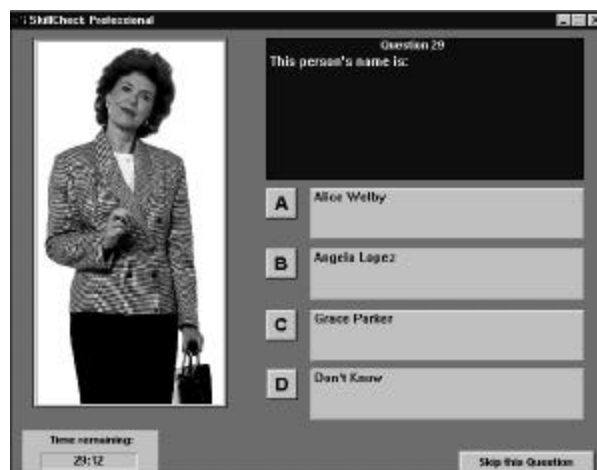 SkillCheck Professional
Question 29
This person's name is:
A
Alice Welby
B
Angela Lopez
C
Grace Parker
D
Don't Know
Time remaining:
29:12
Skip this Question